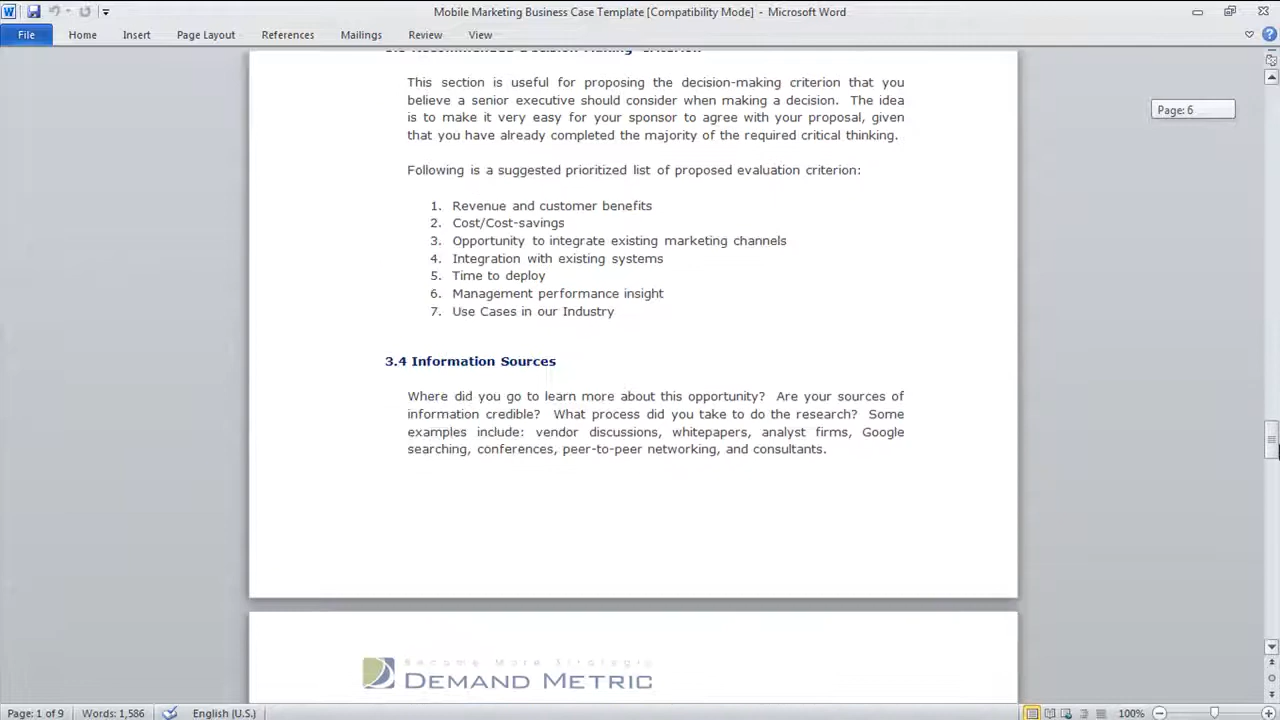 Mobile Marketing Business Case Template [Compatibility Mode] - Microsoft Word
File Home Insert Page Layout References Mailings Review View
3.3 Recommended Decision-Making Criterion
This section is useful for proposing the decision-making criterion that you
believe a senior executive should consider when making a decision. The idea
is to make it very easy for your sponsor to agree with your proposal, given
that you have already completed the majority of the required critical thinking.
Page: 6
Following is a suggested prioritized list of proposed evaluation criterion:
1. Revenue and customer benefits
2. Cost/Cost-savings
3. Opportunity to integrate existing marketing channels
4. Integration with existing systems
5. Time to deploy
6. Management performance insight
7. Use Cases in our Industry
3.4 Information Sources
Where did you go to learn more about this opportunity? Are your sources of
information credible? What process did you take to do the research? Some
examples include: vendor discussions, whitepapers, analyst firms, Google
searching, conferences, peer-to-peer networking, and consultants.
Become More Strategic
DEMAND METRIC
Page: 1 of 9 Words: 1,586 English (U.S.) 100%